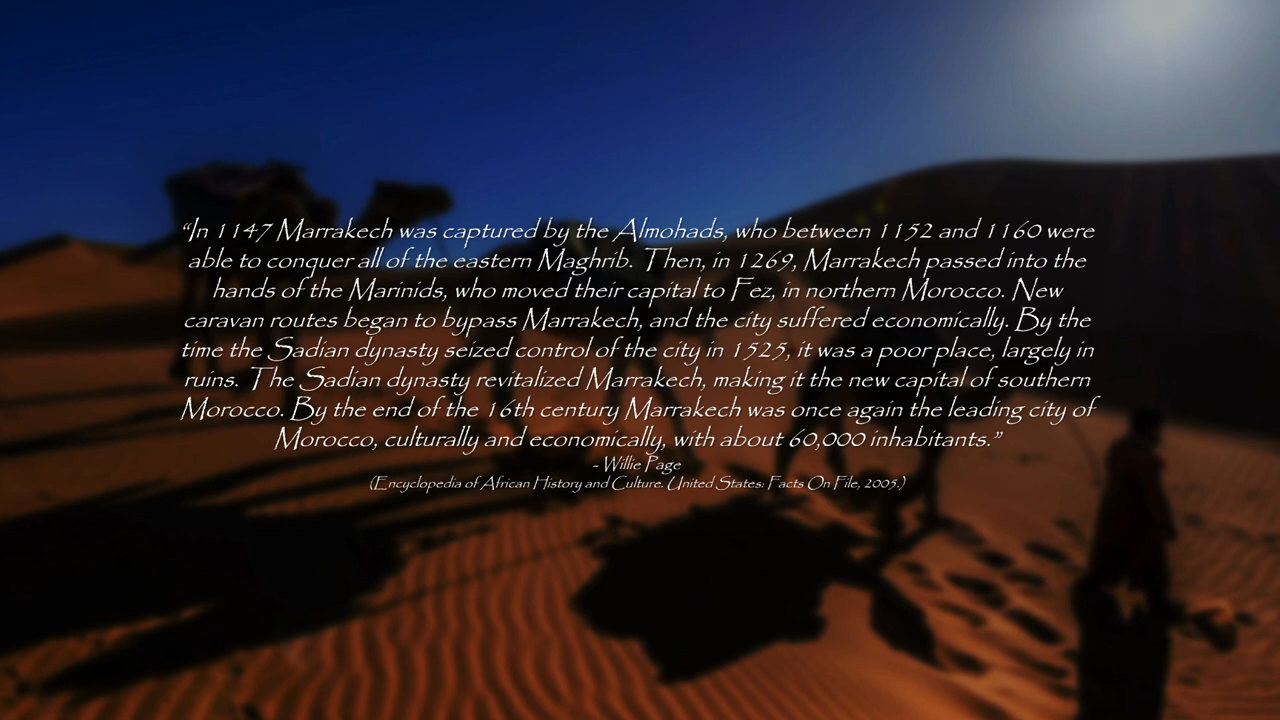 “In 1147 Marrakech was captured by the Almohads, who between 1152 and 1160 were
able to conquer all of the eastern Maghrib. Then, in 1269, Marrakech passed into the
hands of the Marinids, who moved their capital to Fez, in northern Morocco. New
caravan routes began to bypass Marrakech, and the city suffered economically. By the
time the Sadian dynasty seized control of the city in 1525, it was a poor place, largely in
ruins. The Sadian dynasty revitalized Marrakech, making it the new capital of southern
Morocco. By the end of the 16th century Marrakech was once again the leading city of
Morocco, culturally and economically, with about 60,000 inhabitants.”
- Willie Page
(Encyclopedia of African History and Culture. United States: Facts On File, 2005.)